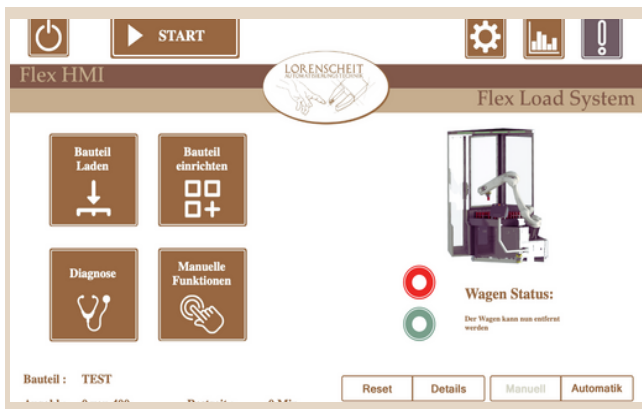 START
LORENSCHEIT
AUTOMATISIERUNGSTECHNIK
Flex HMI
Flex Load System
Bauteil
Laden
Bauteil
einrichten
Diagnose
Manuelle
Funktionen
Wagen Status:
Der Wagen kann nun entfernt
werden
Bauteil : TEST
Reset Details Manuell Automatik